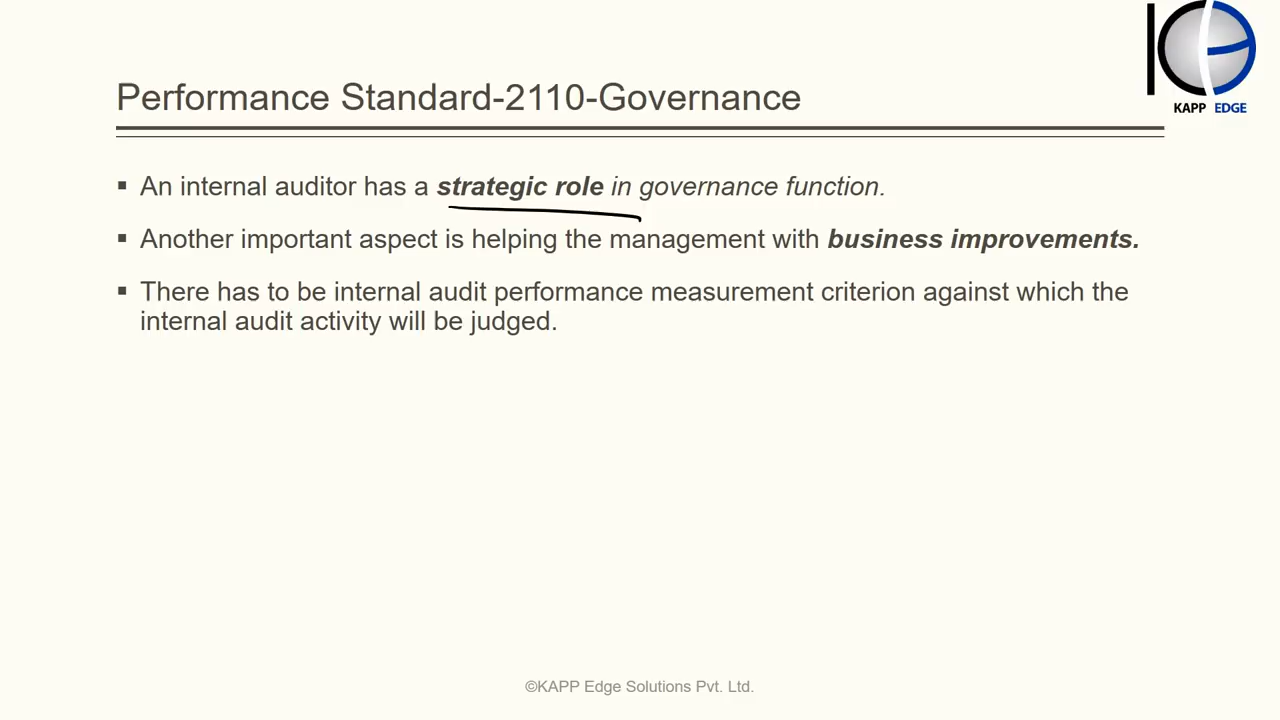 KAPP EDGE
Performance Standard-2110-Governance
▪ An internal auditor has a strategic role in governance function.
▪ Another important aspect is helping the management with business improvements.
▪ There has to be internal audit performance measurement criterion against which the
internal audit activity will be judged.
©KAPP Edge Solutions Pvt. Ltd.